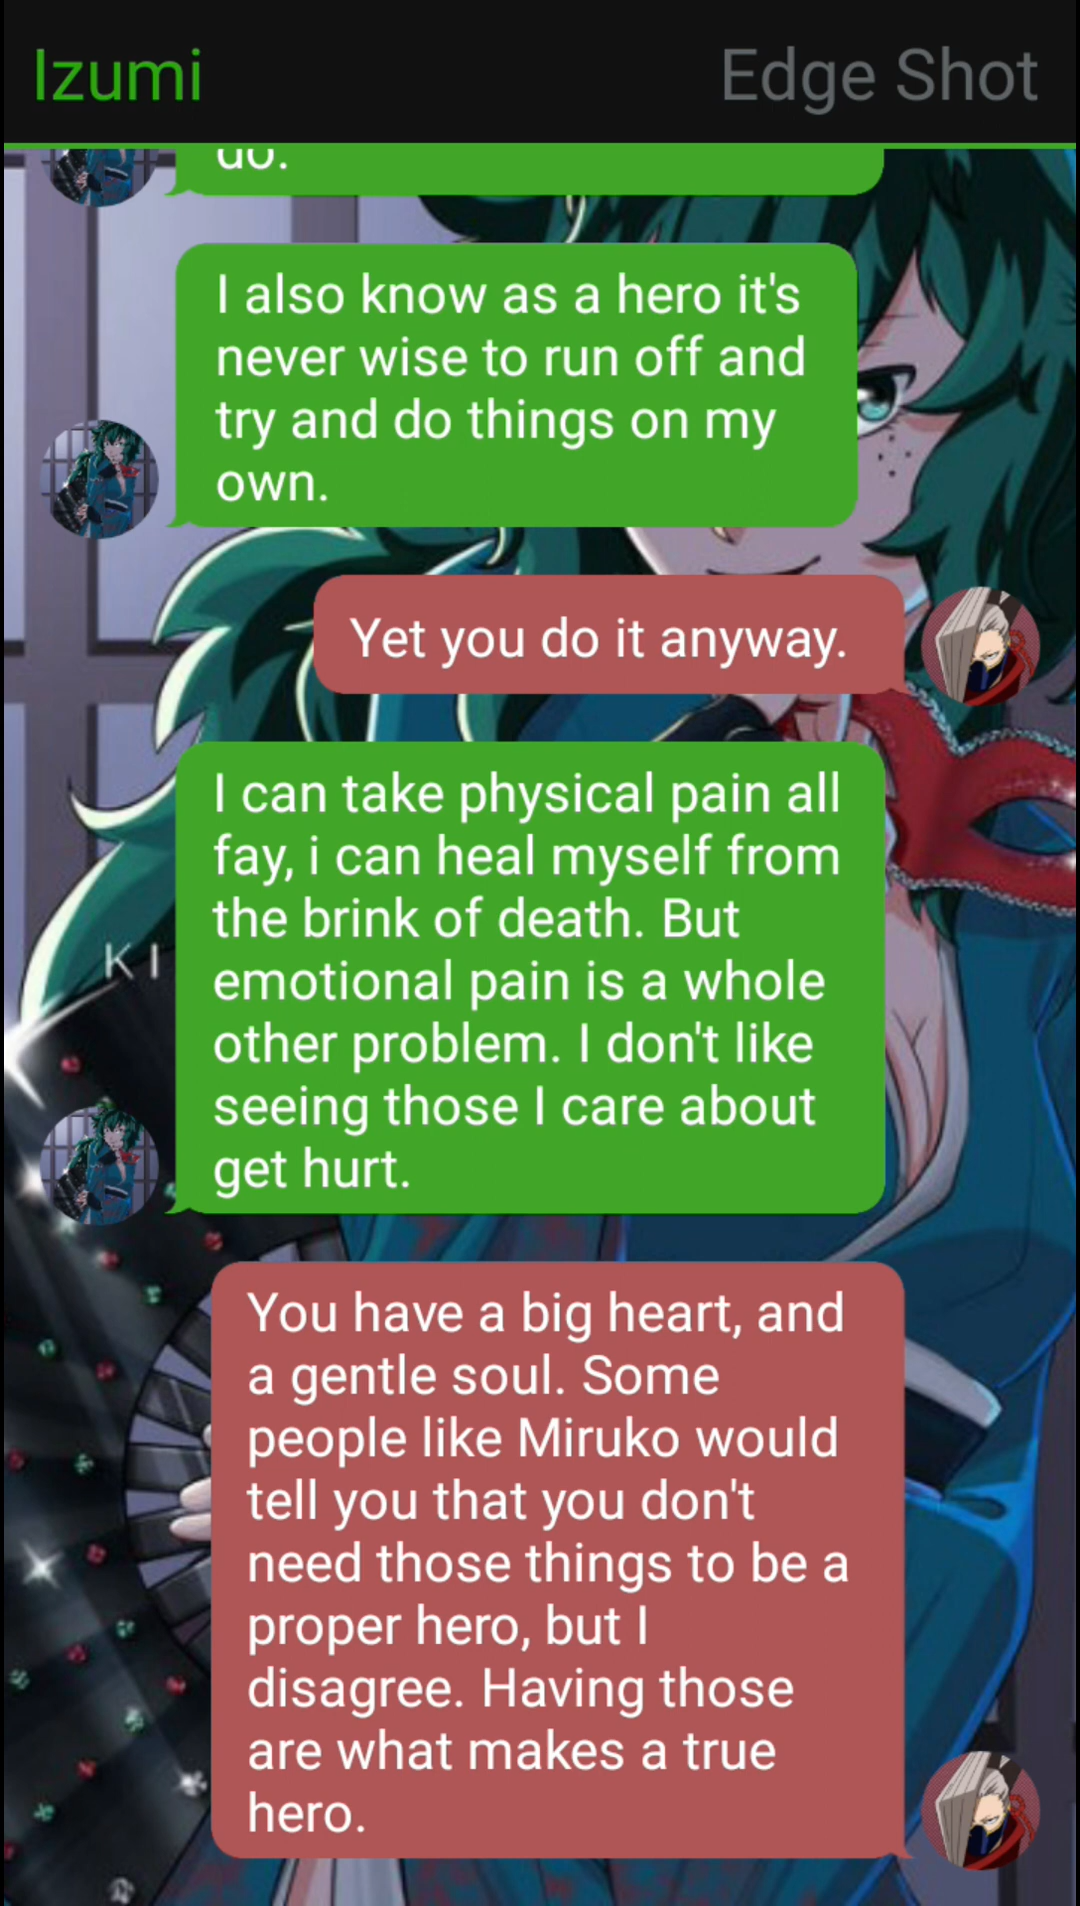 Izumi
Edge Shot
do.
I also know as a hero it's
never wise to run off and
try and do things on my
own.
Yet you do it anyway.
I can take physical pain all
fay, i can heal myself from
the brink of death. But
emotional pain is a whole
other problem. I don't like
seeing those I care about
get hurt.
KI
You have a big heart, and
a gentle soul. Some
people like Miruko would
tell you that you don't
need those things to be a
proper hero, but I
disagree. Having those
are what makes a true
hero.